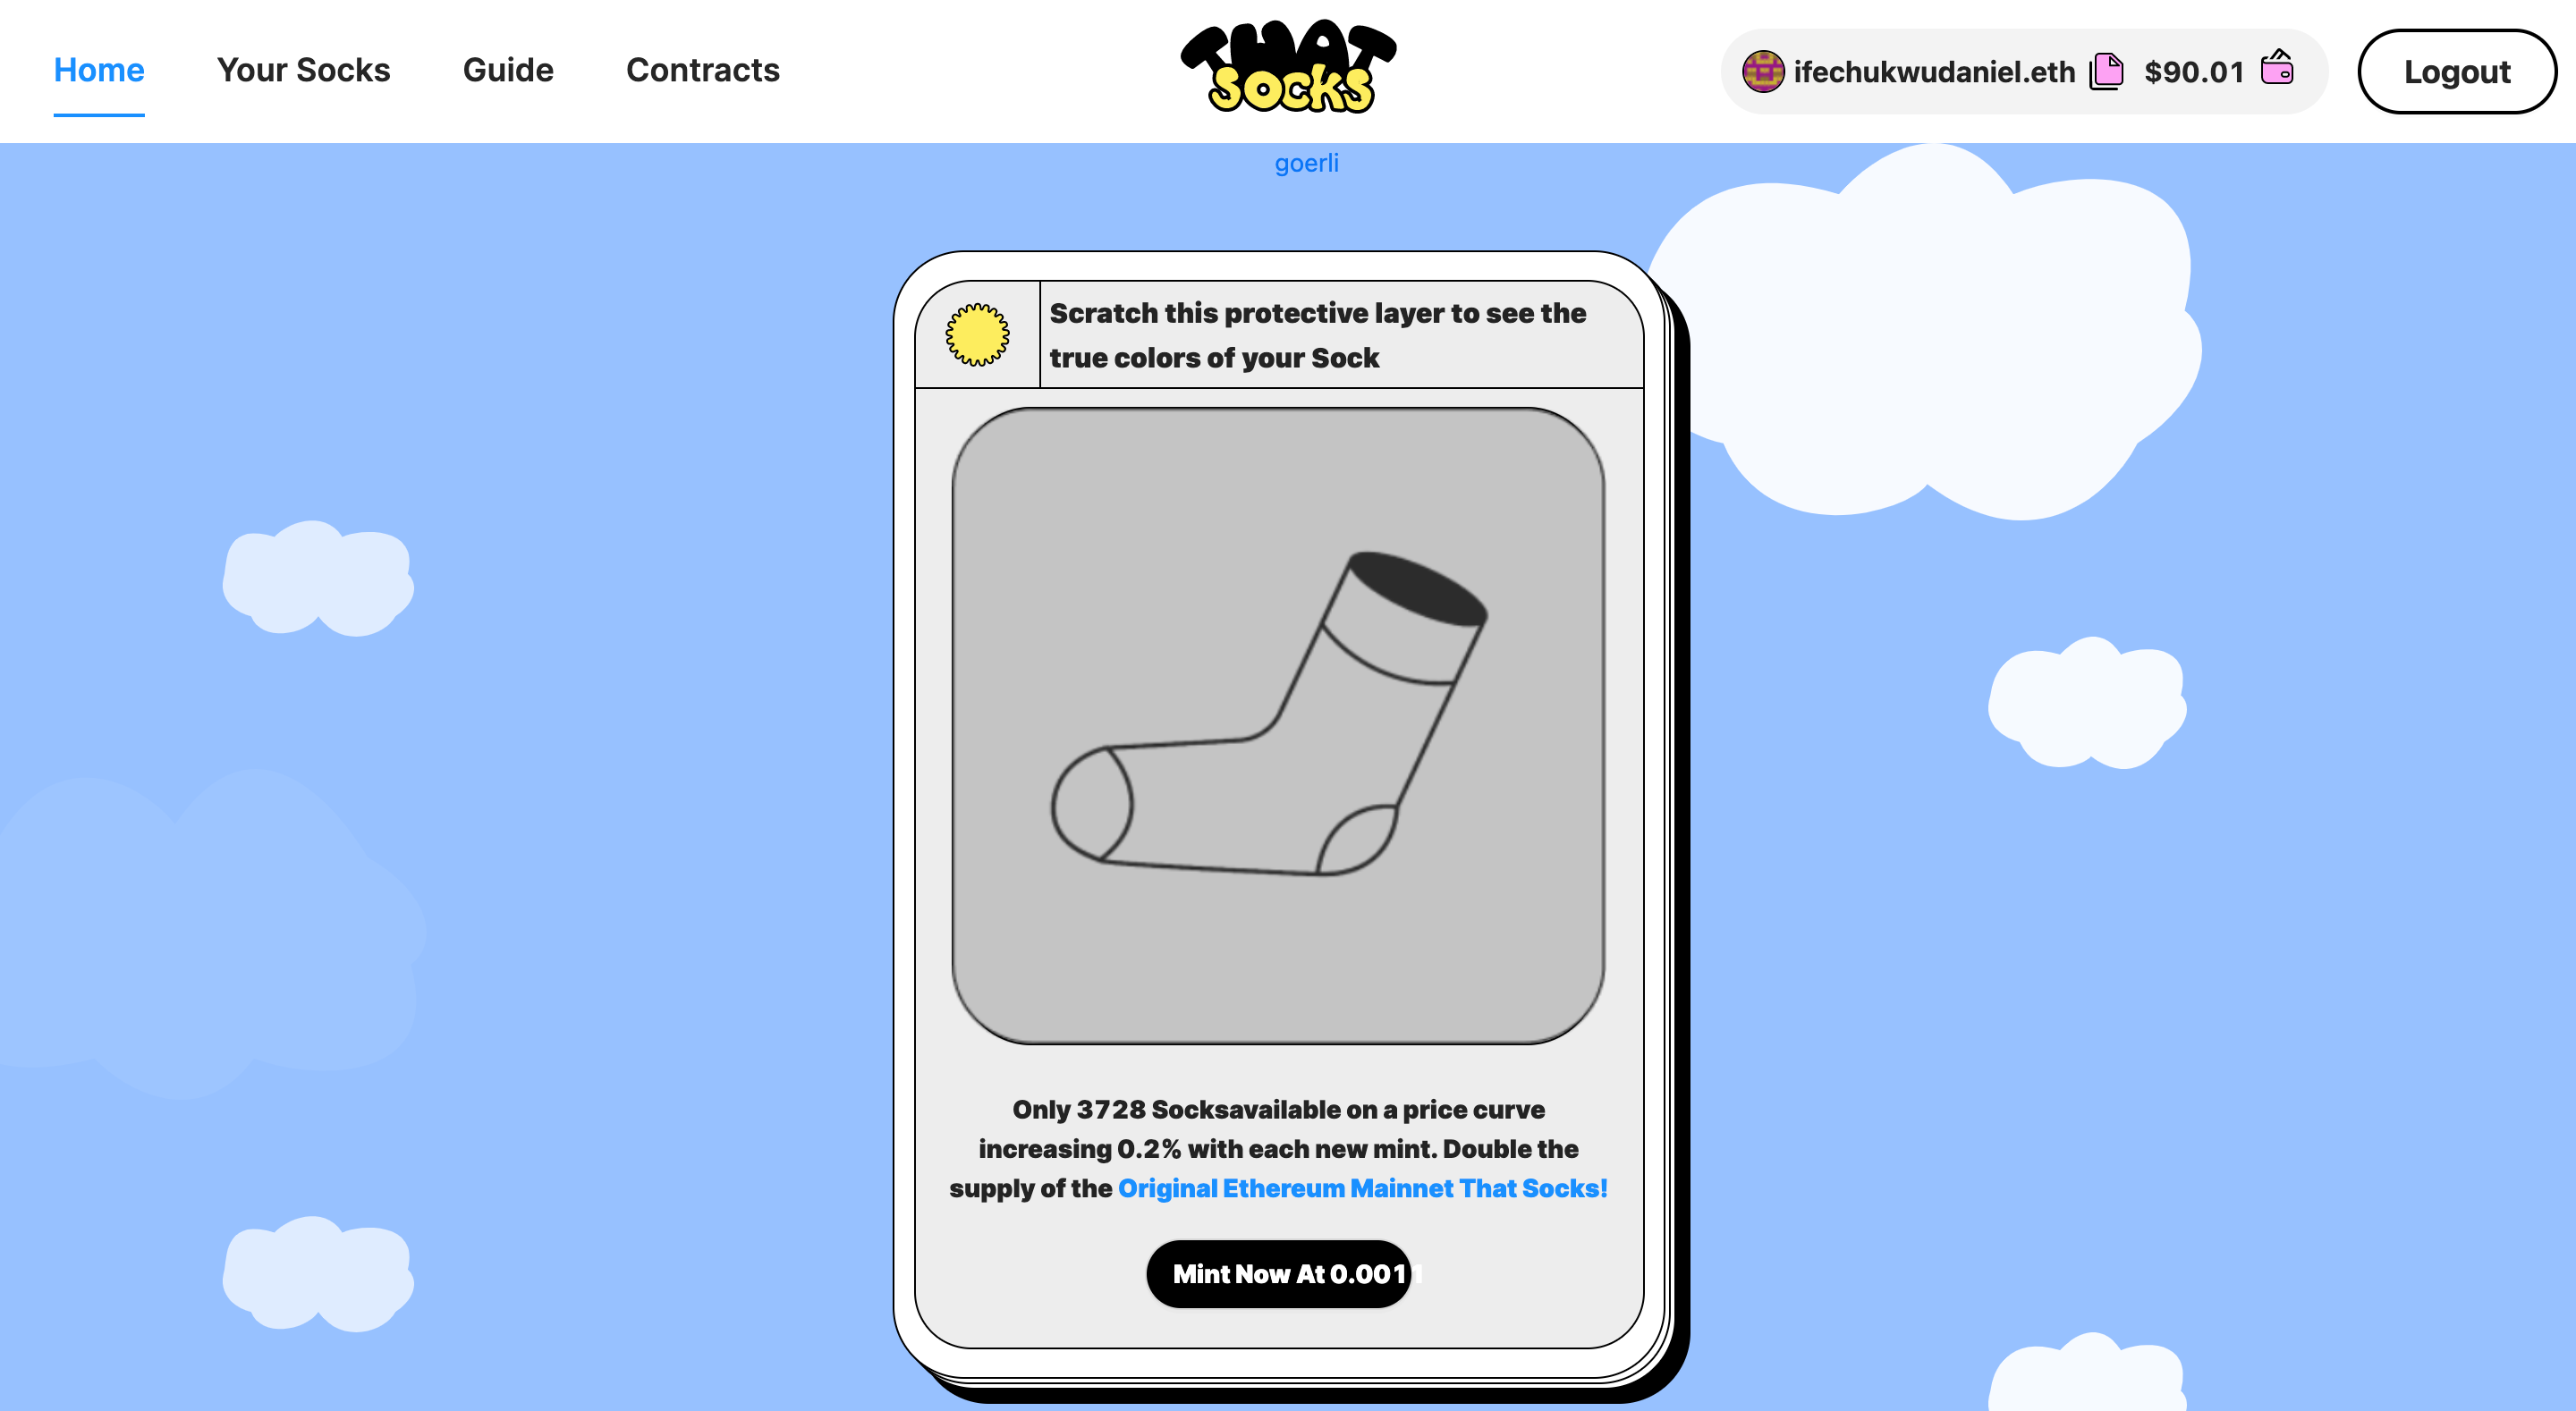 Home
Your Socks
Guide
Contracts
THAT
SOCKS
ifechukwudaniel.eth
$90.01
Logout
goerli
Scratch this protective layer to see the
true colors of your Sock
Only 3728 Socksavailable on a price curve
increasing 0.2% with each new mint. Double the
supply of the Original Ethereum Mainnet That Socks!
Mint Now At 0.0011